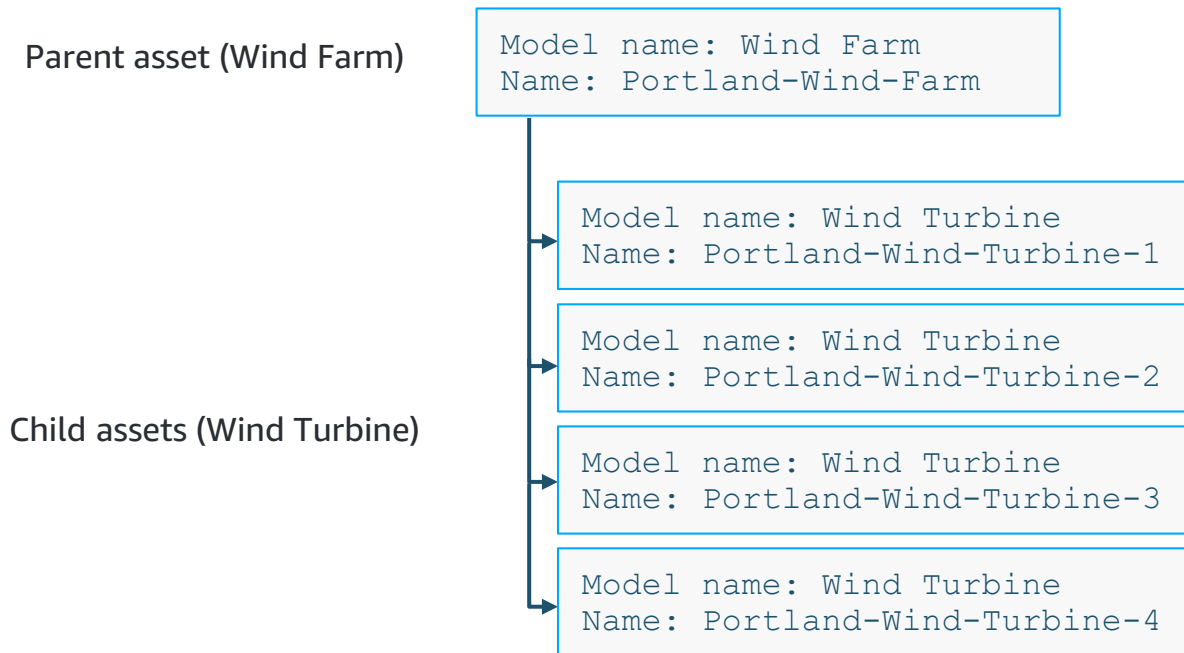 Parent asset (Wind Farm)
Model name: Wind Farm
Name: Portland-Wind-Farm
Model name: Wind Turbine
Name: Portland-Wind-Turbine-1
Model name: Wind Turbine
Name: Portland-Wind-Turbine-2
Child assets (Wind Turbine)
Model name: Wind Turbine
Name: Portland-Wind-Turbine-3
Model name: Wind Turbine
Name: Portland-Wind-Turbine-4